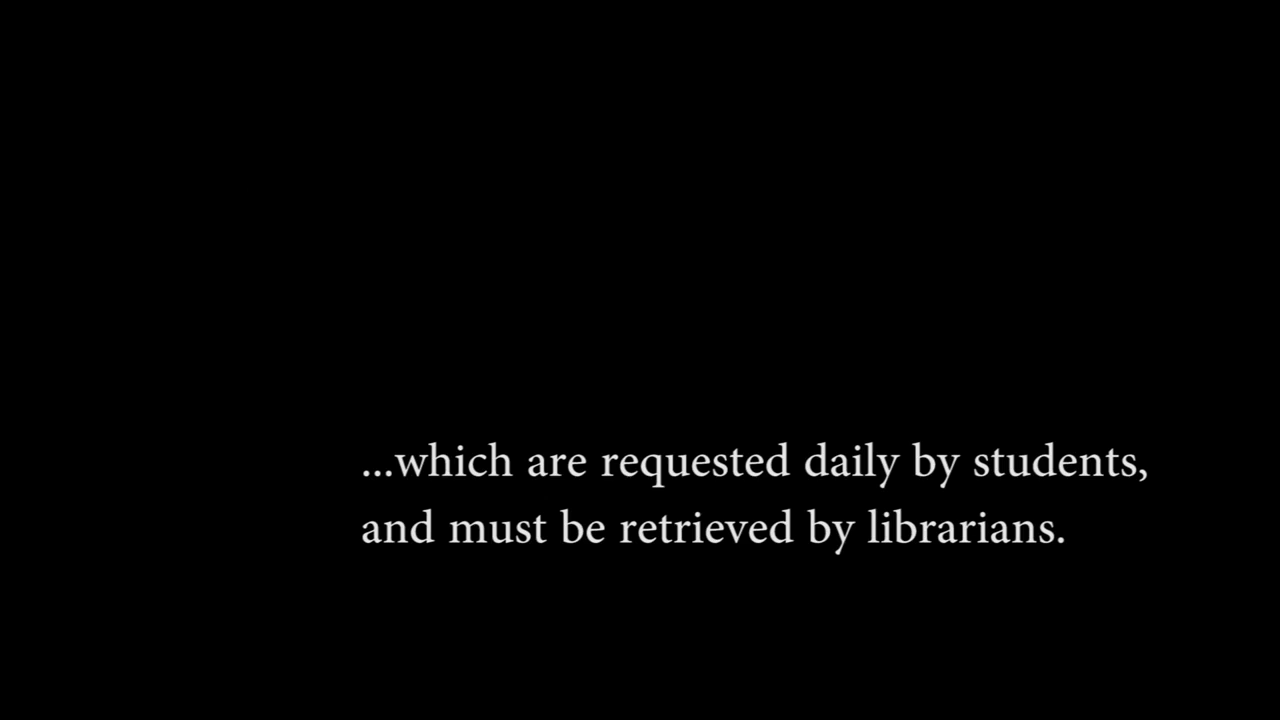 ...which are requested daily by students,
and must be retrieved by librarians.